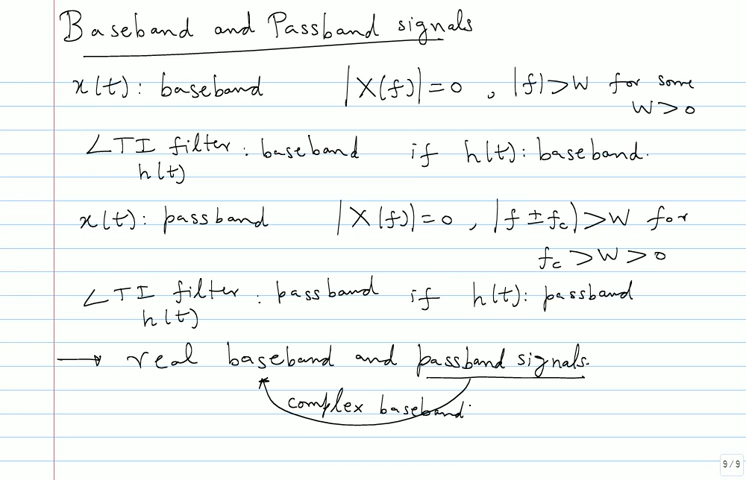 Baseband and Passband signals
x(t): baseband |X(f)|=0 , |f|>W for some W>0
LTI filter : baseband if h(t): baseband.
h(t)
x(t): passband |X(f)|=0 , |f±fc|>W for
fc>W>0
LTI filter : passband if h(t): passband
h(t)
→ real baseband and passband signals.
complex baseband.
9/9